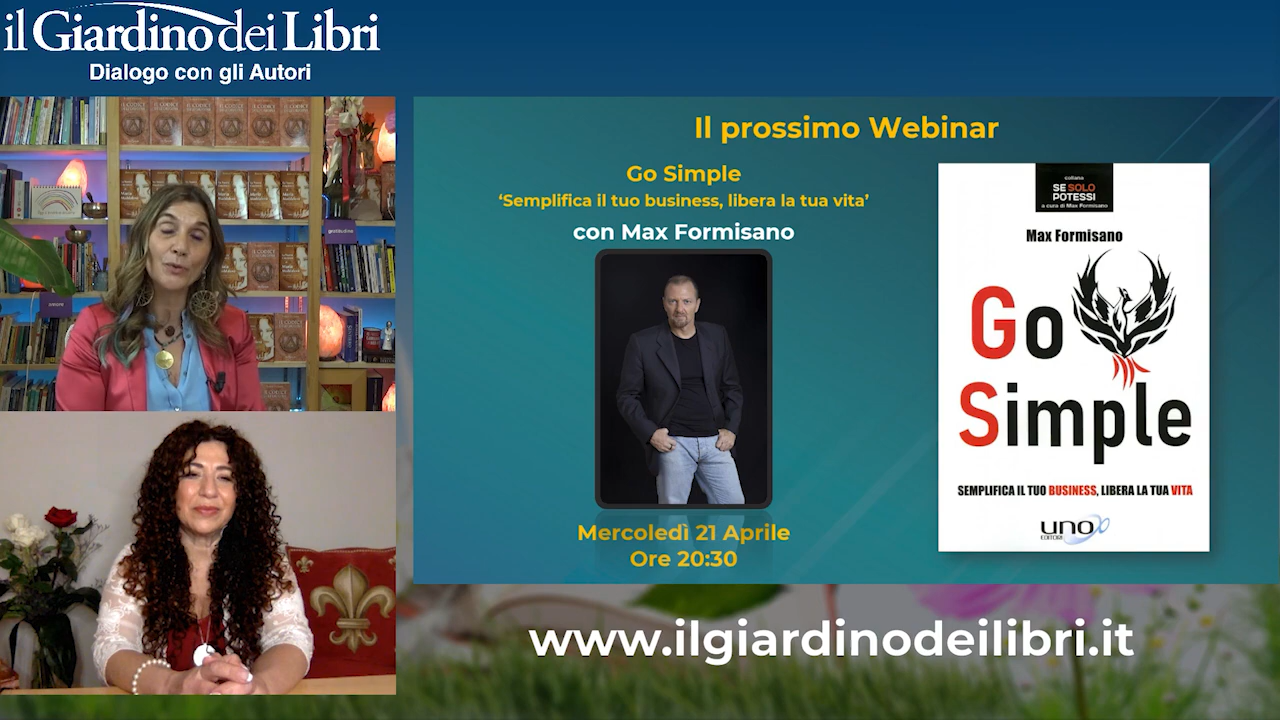 il Giardino dei Libri
Dialogo con gli Autori
Il prossimo Webinar
Go Simple
‘Semplifica il tuo business, libera la tua vita’
con Max Formisano
Mercoledì 21 Aprile
Ore 20:30
collana
SE SOLO
POTESSI
a cura di Max Formisano
Max Formisano
Go
Simple
SEMPLIFICA IL TUO BUSINESS, LIBERA LA TUA VITA
UNO
EDITORI
www.ilgiardinodeilibri.it